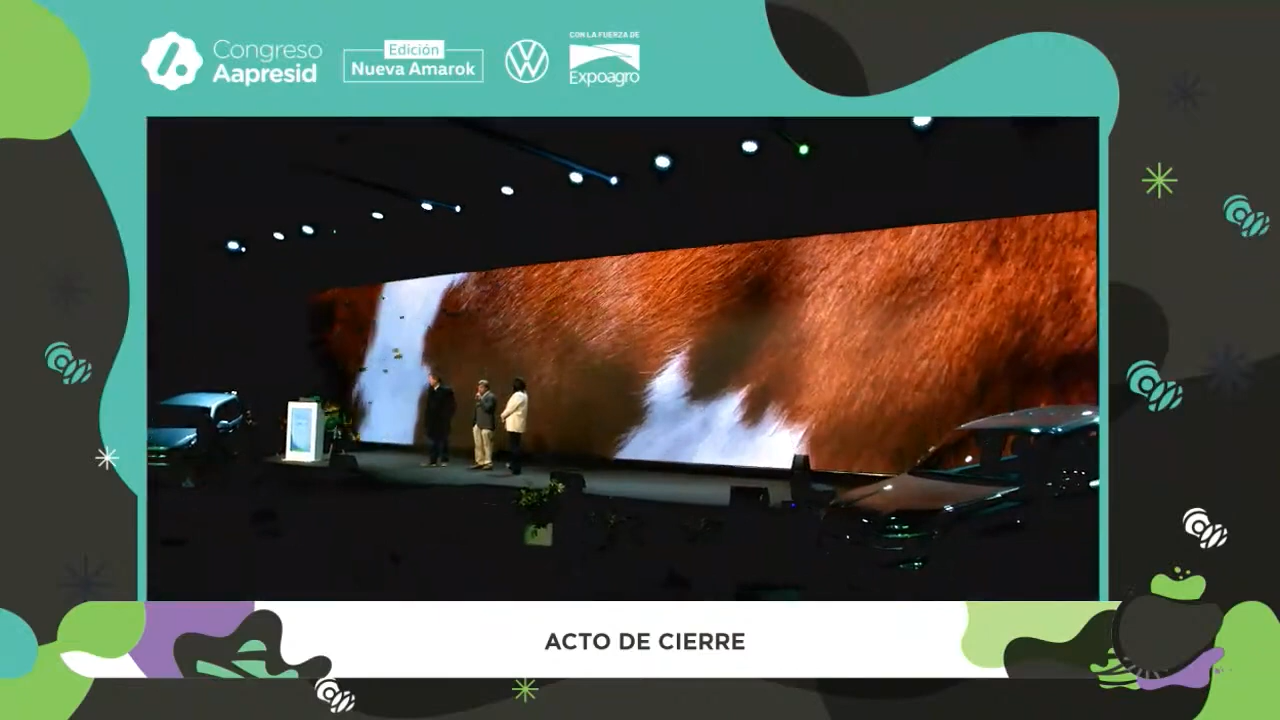 Congreso
Aapresid
Edición
Nueva Amarok
CON LA FUERZA DE
Expoagro
ACTO DE CIERRE